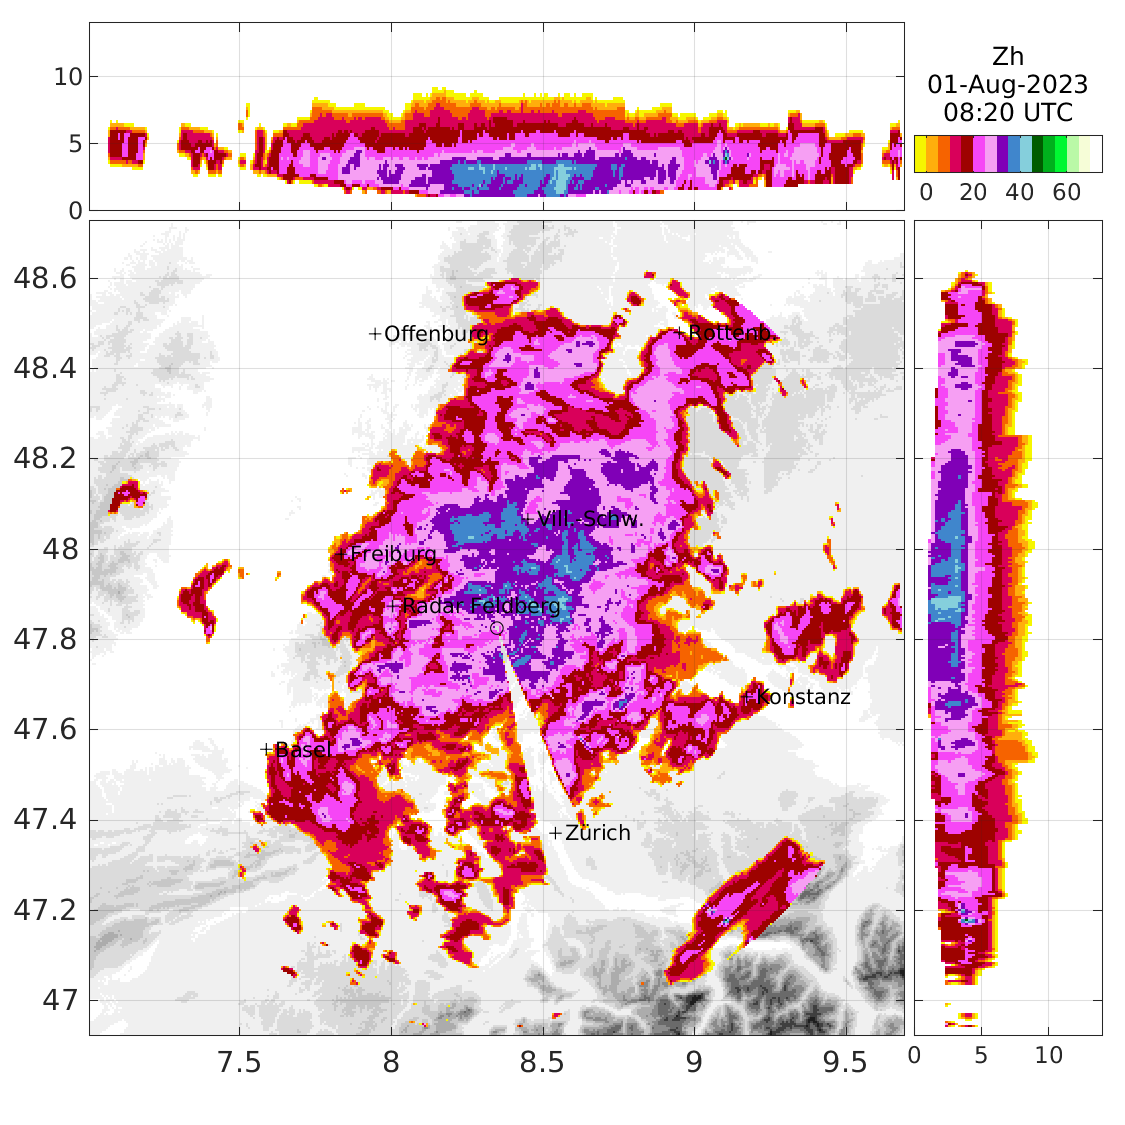 Zh
01-Aug-2023
08:20 UTC
0 20 40 60
10
5
0
48.6
48.4
48.2
48
47.8
47.6
47.4
47.2
47
+Offenburg
+Rottenb.
+Vill.-Schw.
+Freiburg
+Radar Feldberg
+Konstanz
+Basel
+Zürich
7.5 8 8.5 9 9.5
0 5 10